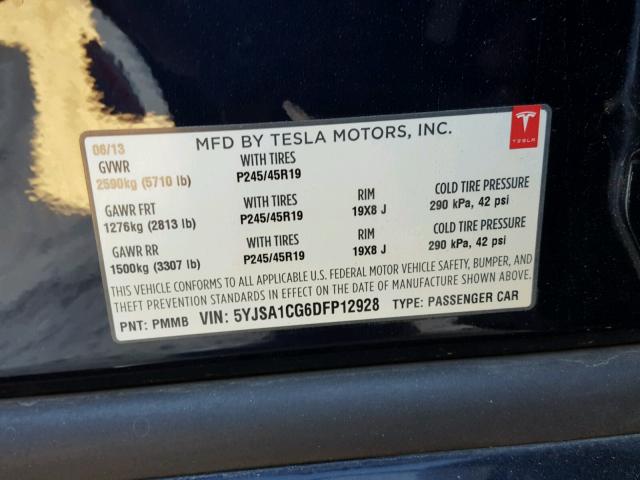 06/13 MFD BY TESLA MOTORS, INC.
TESLA
GVWR WITH TIRES
2590kg (5710 lb) P245/45R19
GAWR FRT WITH TIRES RIM COLD TIRE PRESSURE
1276kg (2813 lb) P245/45R19 19X8 J 290 kPa, 42 psi
GAWR RR WITH TIRES RIM COLD TIRE PRESSURE
1500kg (3307 lb) P245/45R19 19X8 J 290 kPa, 42 psi
THIS VEHICLE CONFORMS TO ALL APPLICABLE U.S. FEDERAL MOTOR VEHICLE SAFETY, BUMPER, AND
THEFT PREVENTION STANDARDS IN EFFECT ON THE DATE OF MANUFACTURE SHOWN ABOVE.
PNT: PMMB VIN: 5YJSA1CG6DFP12928 TYPE: PASSENGER CAR